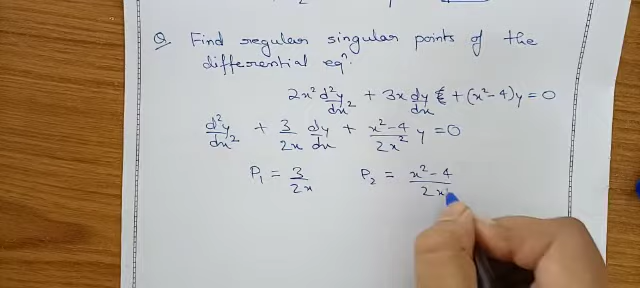 Q Find regular singular points of the
differential eqⁿ.
2x² d²y/dx² + 3x dy/dx + (x²-4)y = 0
d²y/dx² + 3/2x dy/dx + x²-4/2x² y = 0
P₁ = 3/2x P₂ = x²-4/2x